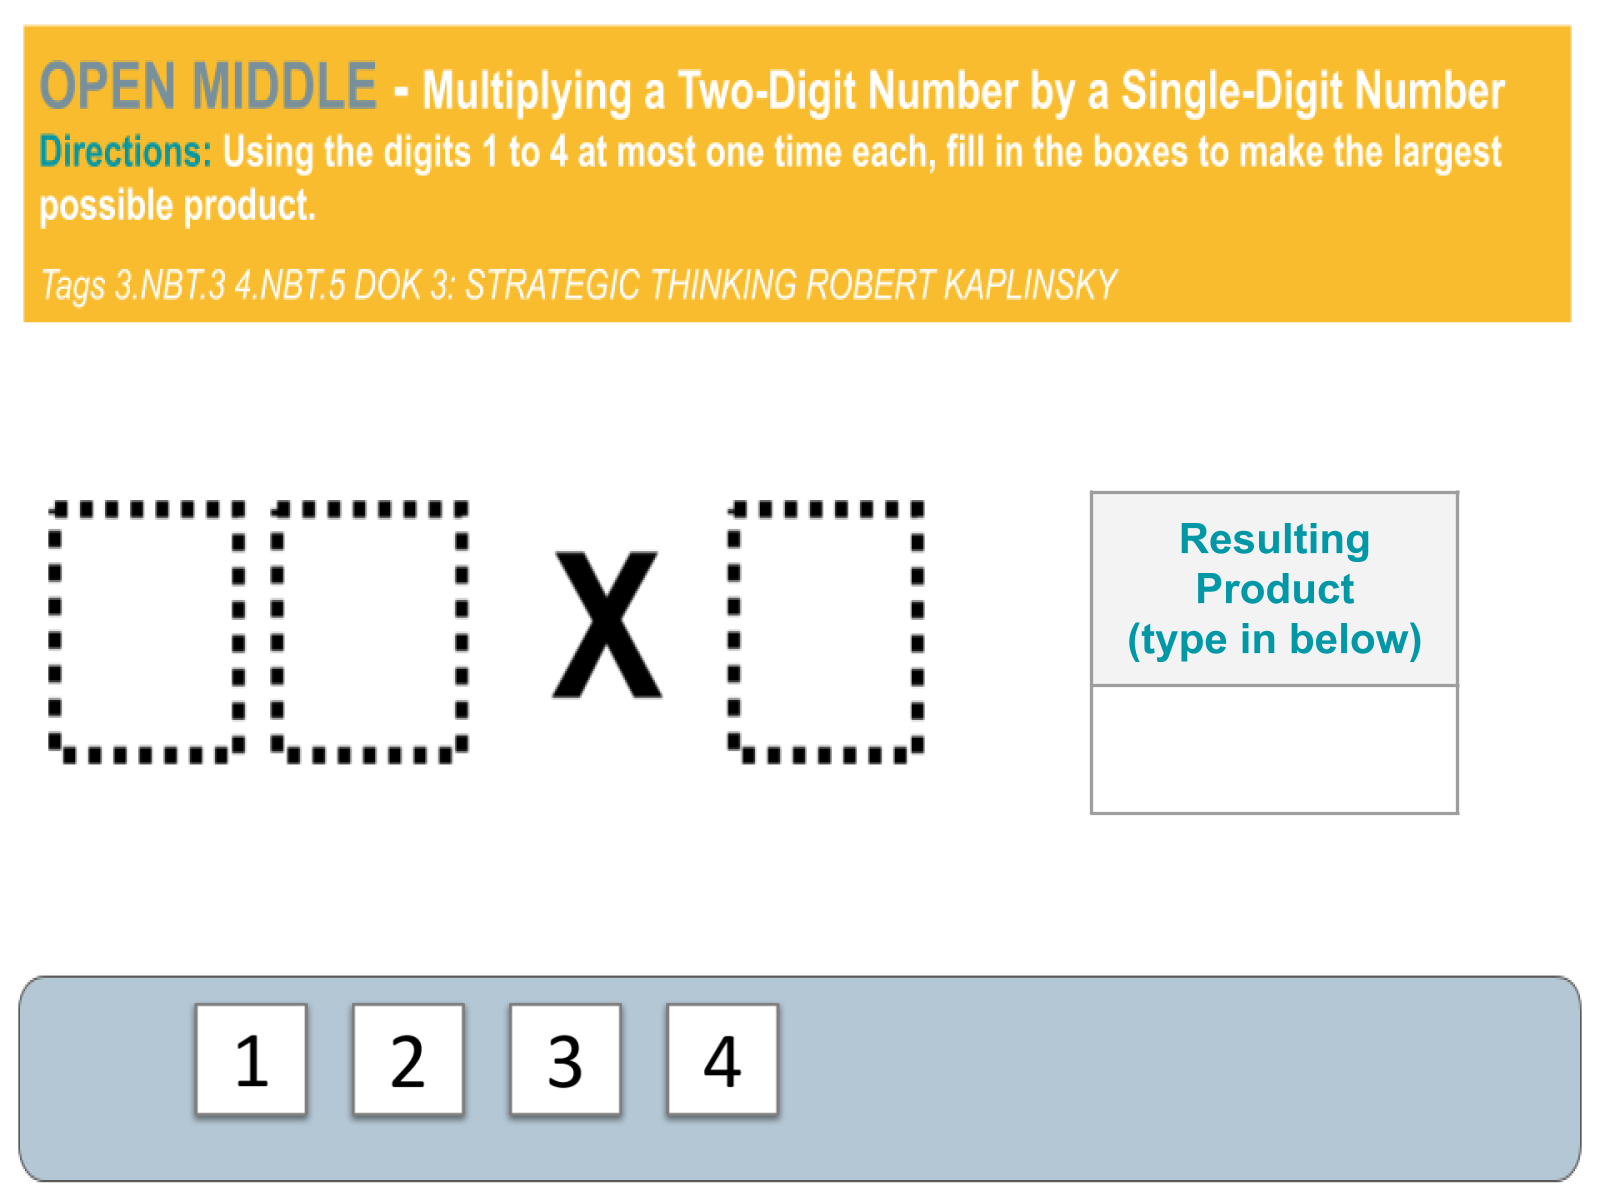 OPEN MIDDLE - Multiplying a Two-Digit Number by a Single-Digit Number
Directions: Using the digits 1 to 4 at most one time each, fill in the boxes to make the largest
possible product.
Tags 3.NBT.3 4.NBT.5 DOK 3: STRATEGIC THINKING ROBERT KAPLINSKY
X
Resulting
Product
(type in below)
1 2 3 4